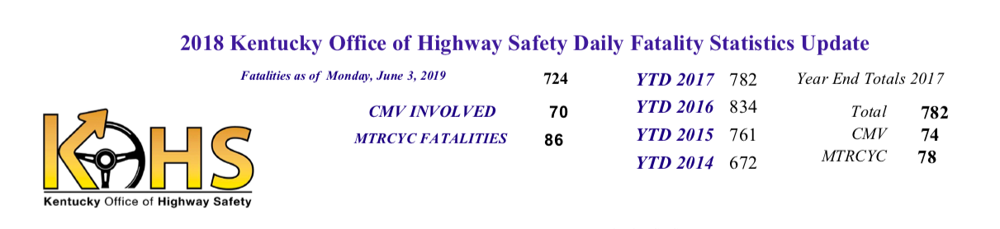 2018 Kentucky Office of Highway Safety Daily Fatality Statistics Update
Fatalities as of Monday, June 3, 2019 724 YTD 2017 782 Year End Totals 2017
CMV INVOLVED 70 YTD 2016 834 Total 782
MTRCYC FATALITIES 86 YTD 2015 761 CMV 74
YTD 2014 672 MTRCYC 78
KOHS
Kentucky Office of Highway Safety